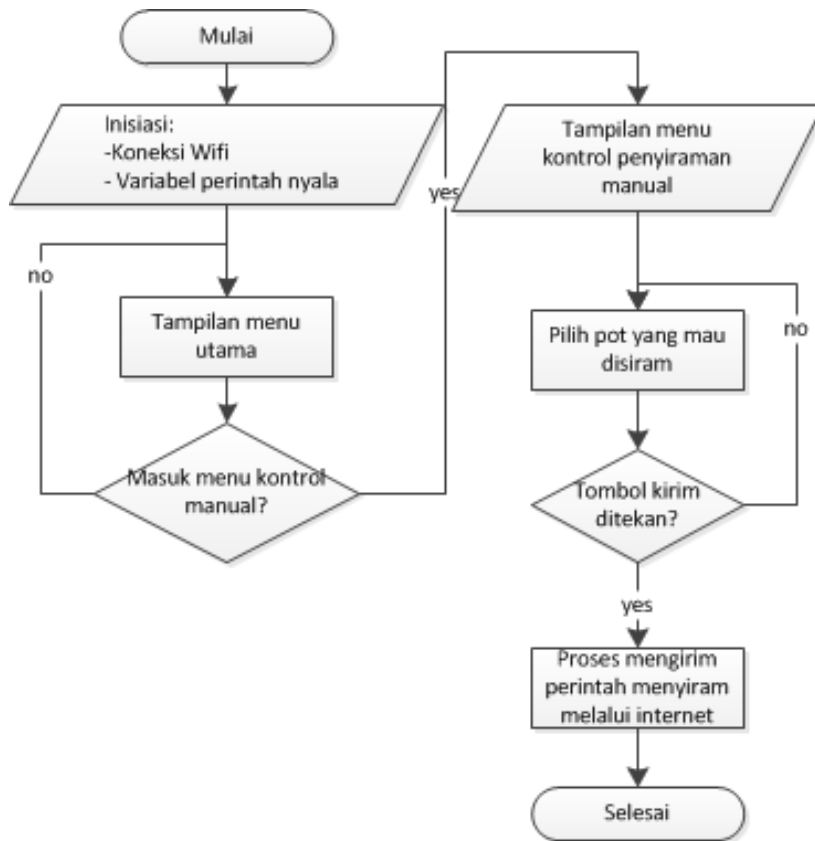 Mulai
Inisiasi:
-Koneksi Wifi
- Variabel perintah nyala
no
Tampilan menu
utama
Masuk menu kontrol
manual?
yes
Tampilan menu
kontrol penyiraman
manual
Pilih pot yang mau
disiram
no
Tombol kirim
ditekan?
yes
Proses mengirim
perintah menyiram
melalui internet
Selesai